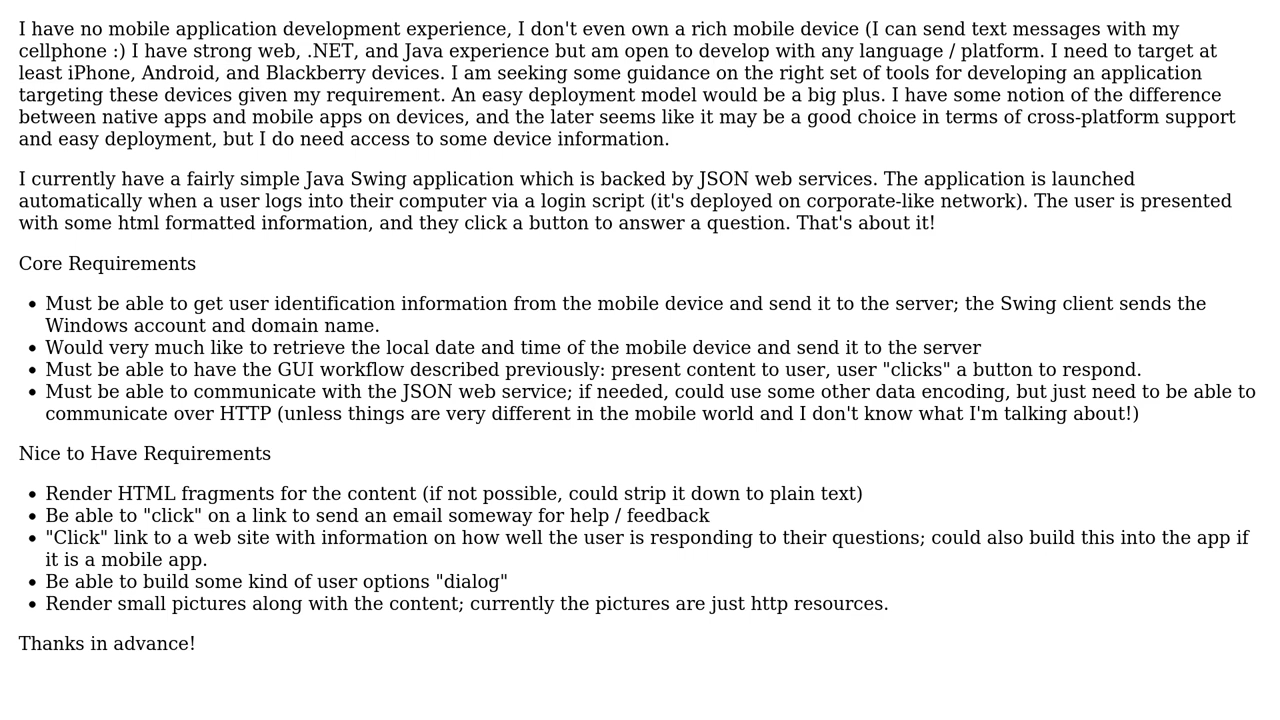 I have no mobile application development experience, I don't even own a rich mobile device (I can send text messages with my
cellphone :) I have strong web, .NET, and Java experience but am open to develop with any language / platform. I need to target at
least iPhone, Android, and Blackberry devices. I am seeking some guidance on the right set of tools for developing an application
targeting these devices given my requirement. An easy deployment model would be a big plus. I have some notion of the difference
between native apps and mobile apps on devices, and the later seems like it may be a good choice in terms of cross-platform support
and easy deployment, but I do need access to some device information.
I currently have a fairly simple Java Swing application which is backed by JSON web services. The application is launched
automatically when a user logs into their computer via a login script (it's deployed on corporate-like network). The user is presented
with some html formatted information, and they click a button to answer a question. That's about it!
Core Requirements
• Must be able to get user identification information from the mobile device and send it to the server; the Swing client sends the
Windows account and domain name.
• Would very much like to retrieve the local date and time of the mobile device and send it to the server
• Must be able to have the GUI workflow described previously: present content to user, user "clicks" a button to respond.
• Must be able to communicate with the JSON web service; if needed, could use some other data encoding, but just need to be able to
communicate over HTTP (unless things are very different in the mobile world and I don't know what I'm talking about!)
Nice to Have Requirements
• Render HTML fragments for the content (if not possible, could strip it down to plain text)
• Be able to "click" on a link to send an email someway for help / feedback
• "Click" link to a web site with information on how well the user is responding to their questions; could also build this into the app if
it is a mobile app.
• Be able to build some kind of user options "dialog"
• Render small pictures along with the content; currently the pictures are just http resources.
Thanks in advance!